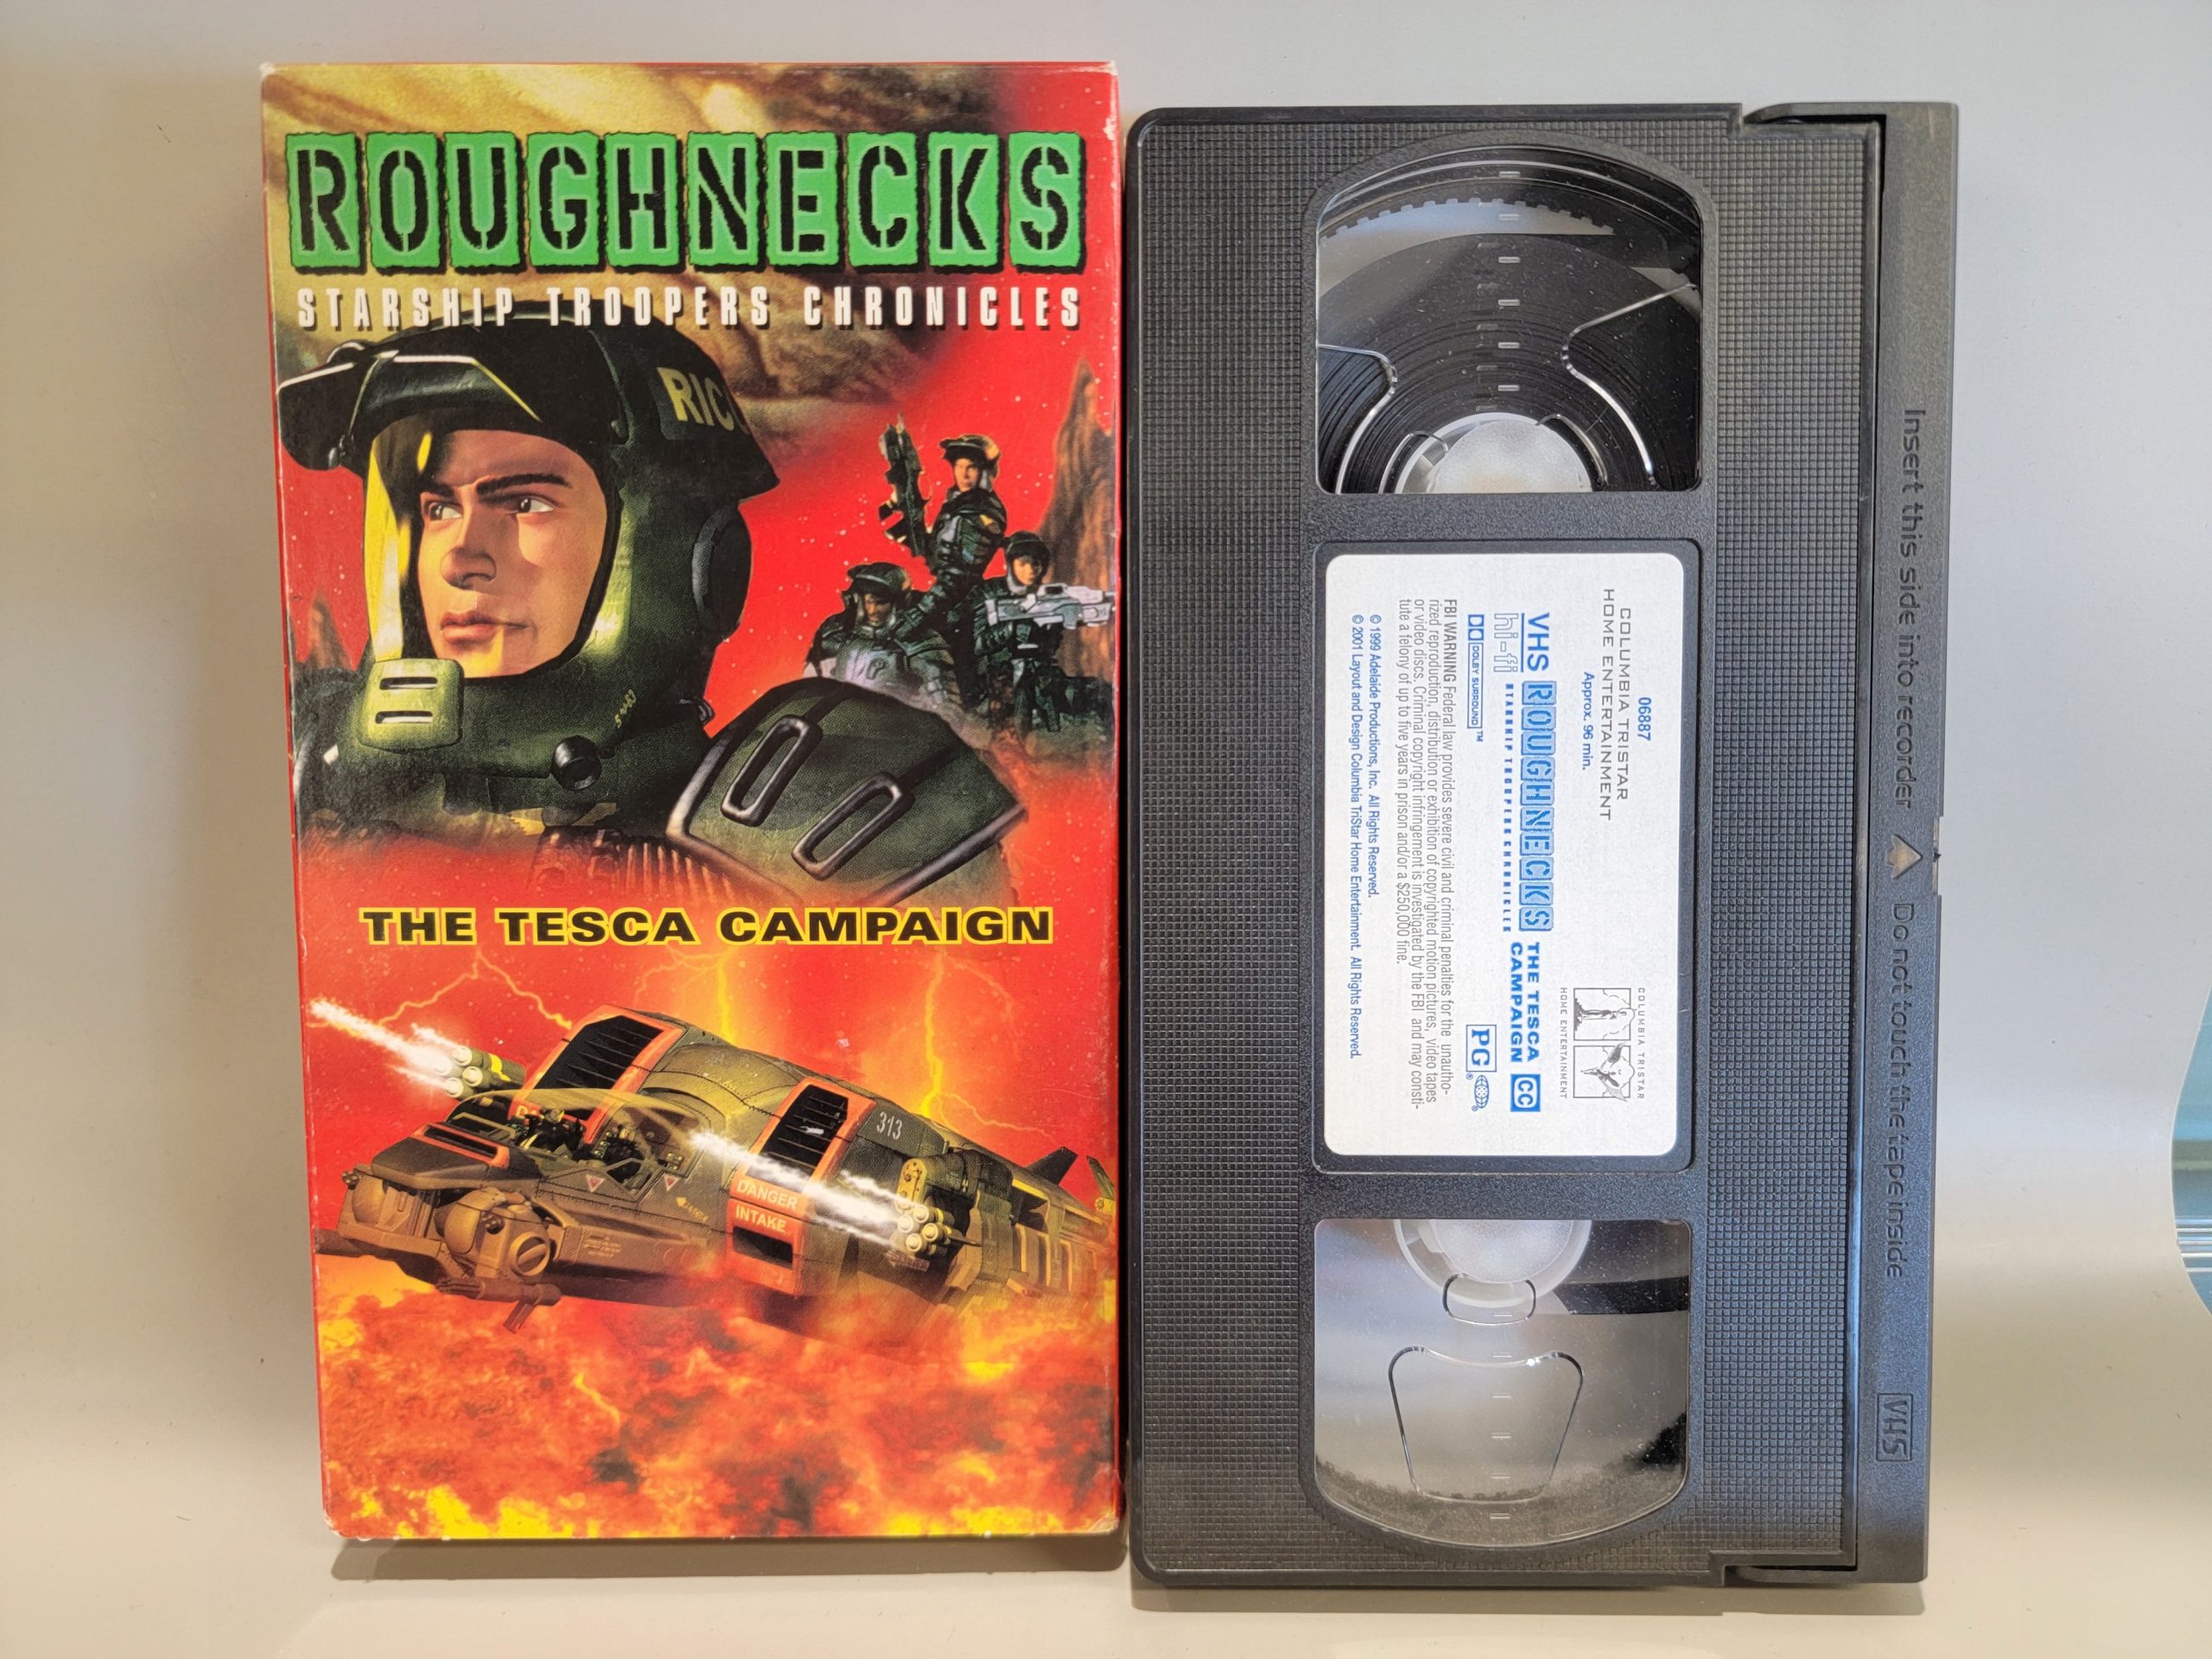 ROUGHNECKS
STARSHIP TROOPERS CHRONICLES
RICO
THE TESCA CAMPAIGN
313
DANGER
INTAKE
06887
COLUMBIA TRISTAR
HOME ENTERTAINMENT
Approx. 96 min.
COLUMBIA TRISTAR
HOME ENTERTAINMENT
VHS
hi-fi
ROUGHNECKS
STARSHIP TROOPERS CHRONICLES
THE TESCA
CAMPAIGN
CC
DOLBY SURROUND™
PG®
FBI WARNING Federal law provides severe civil and criminal penalties for the unautho-
rized reproduction, distribution or exhibition of copyrighted motion pictures, video tapes
or video discs. Criminal copyright infringement is investigated by the FBI and may consti-
tute a felony of up to five years in prison and/or a $250,000 fine.
© 1999 Adelaide Productions, Inc. All Rights Reserved.
© 2001 Layout and Design Columbia TriStar Home Entertainment. All Rights Reserved.
Insert this side into recorder
Do not touch the tape inside
VHS